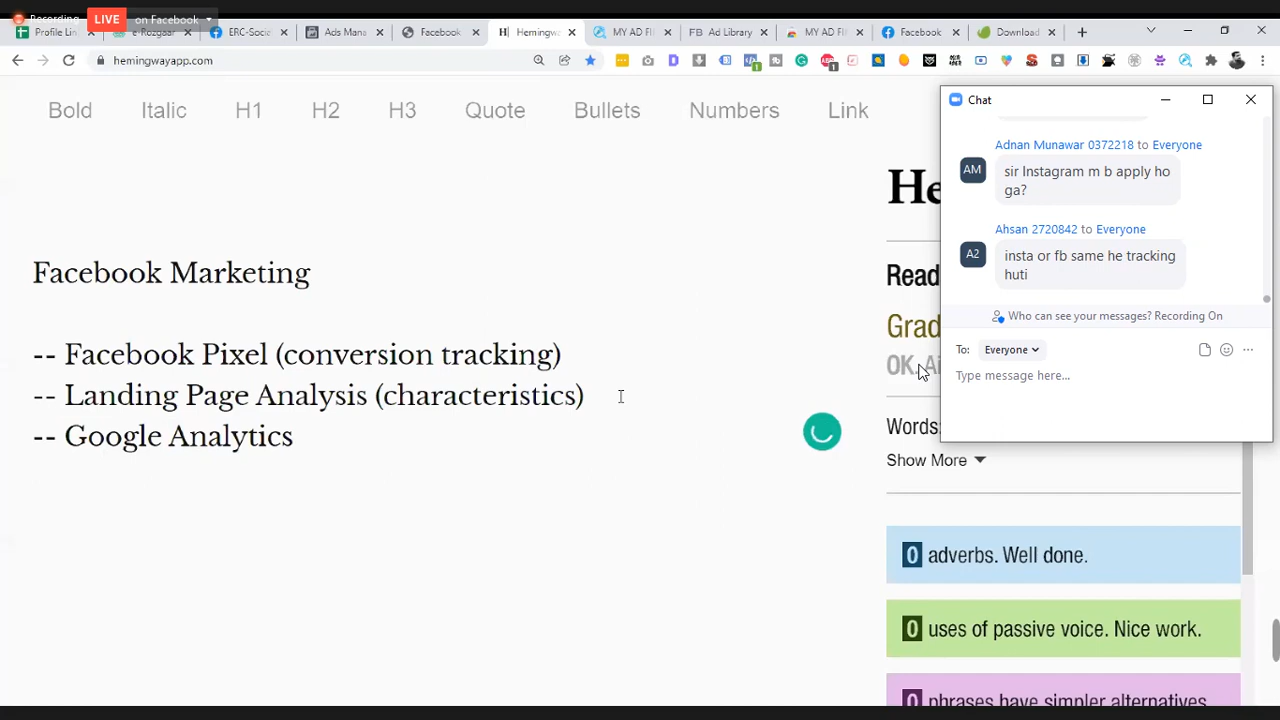 Recording
LIVE on Facebook
Profile Lin
e-Rozgaar
ERC-Social
Ads Mana
Facebook
Hemingw
MY AD FI
Ad Library
MY AD FI
Facebook
Download
hemingwayapp.com
Bold Italic H1 H2 H3 Quote Bullets Numbers Link
Facebook Marketing
-- Facebook Pixel (conversion tracking)
-- Landing Page Analysis (characteristics)
-- Google Analytics
He
Read
Grad
OK. Ai
Words:
Show More
0 adverbs. Well done.
0 uses of passive voice. Nice work.
phrases have simpler alternatives.
Chat
Adnan Munawar 0372218 to Everyone
AM
sir Instagram m b apply ho
ga?
Ahsan 2720842 to Everyone
A2
insta or fb same he tracking
huti
Who can see your messages? Recording On
To: Everyone
Type message here...